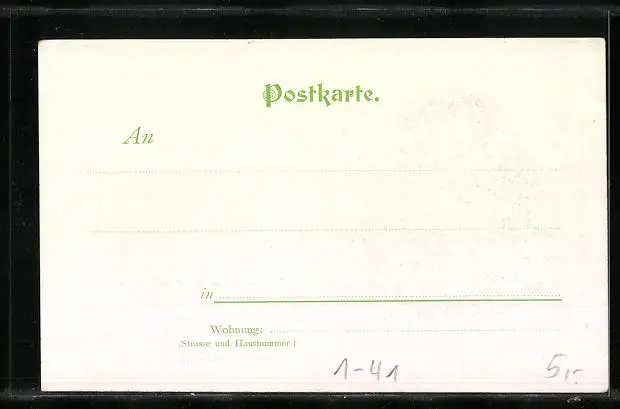 Postkarte.
An
in
Wohnung:
(Strasse und Hausnummer)
1-41 5,-